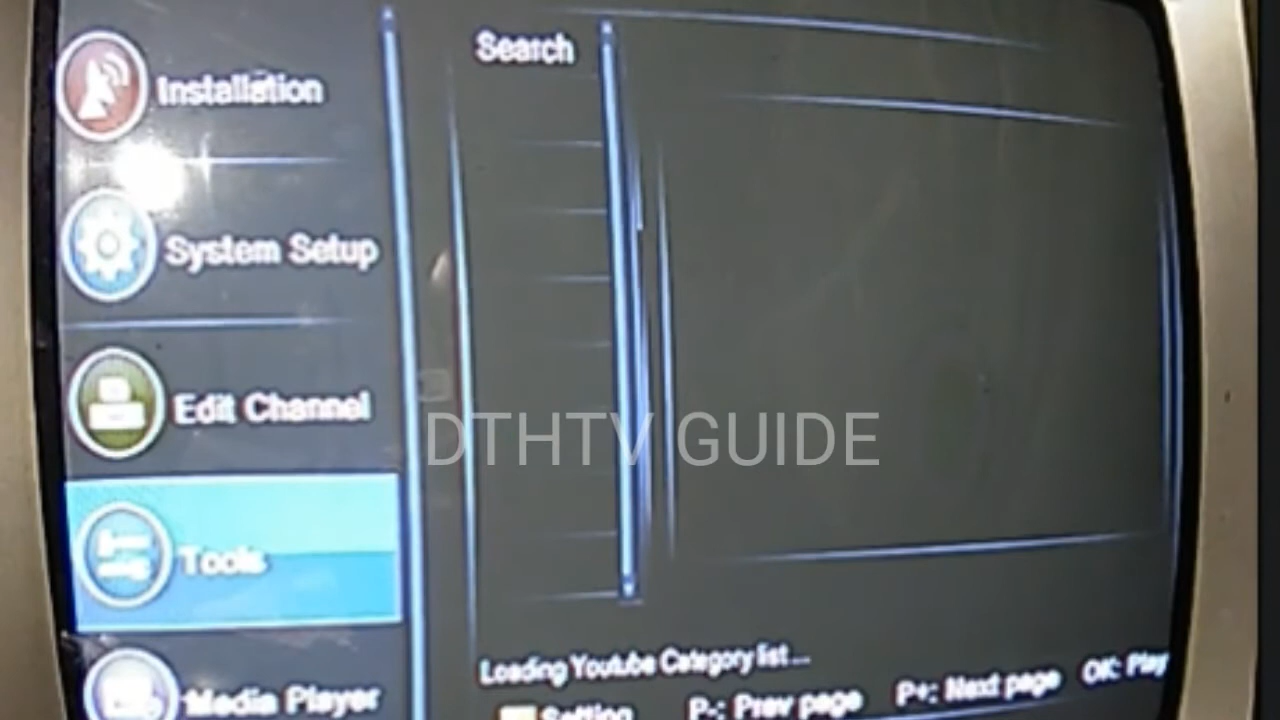 Installation
Search
System Setup
Edit Channel
DTHTV GUIDE
Tools
Loading Youtube Category list...
Media Player
Setting
P-: Prev page
P+: Next page
OK: Play